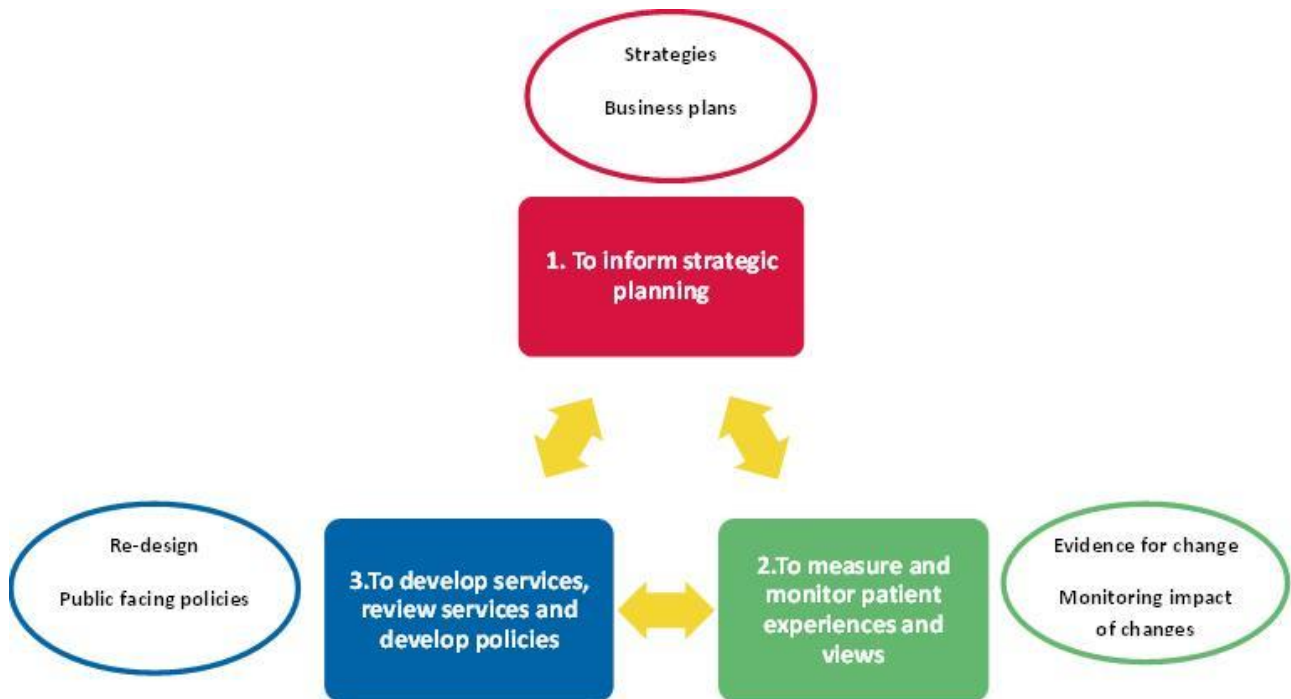 Strategies
Business plans
1. To inform strategic
planning
Re-design
Public facing policies
3.To develop services,
review services and
develop policies
2.To measure and
monitor patient
experiences and
views
Evidence for change
Monitoring impact
of changes